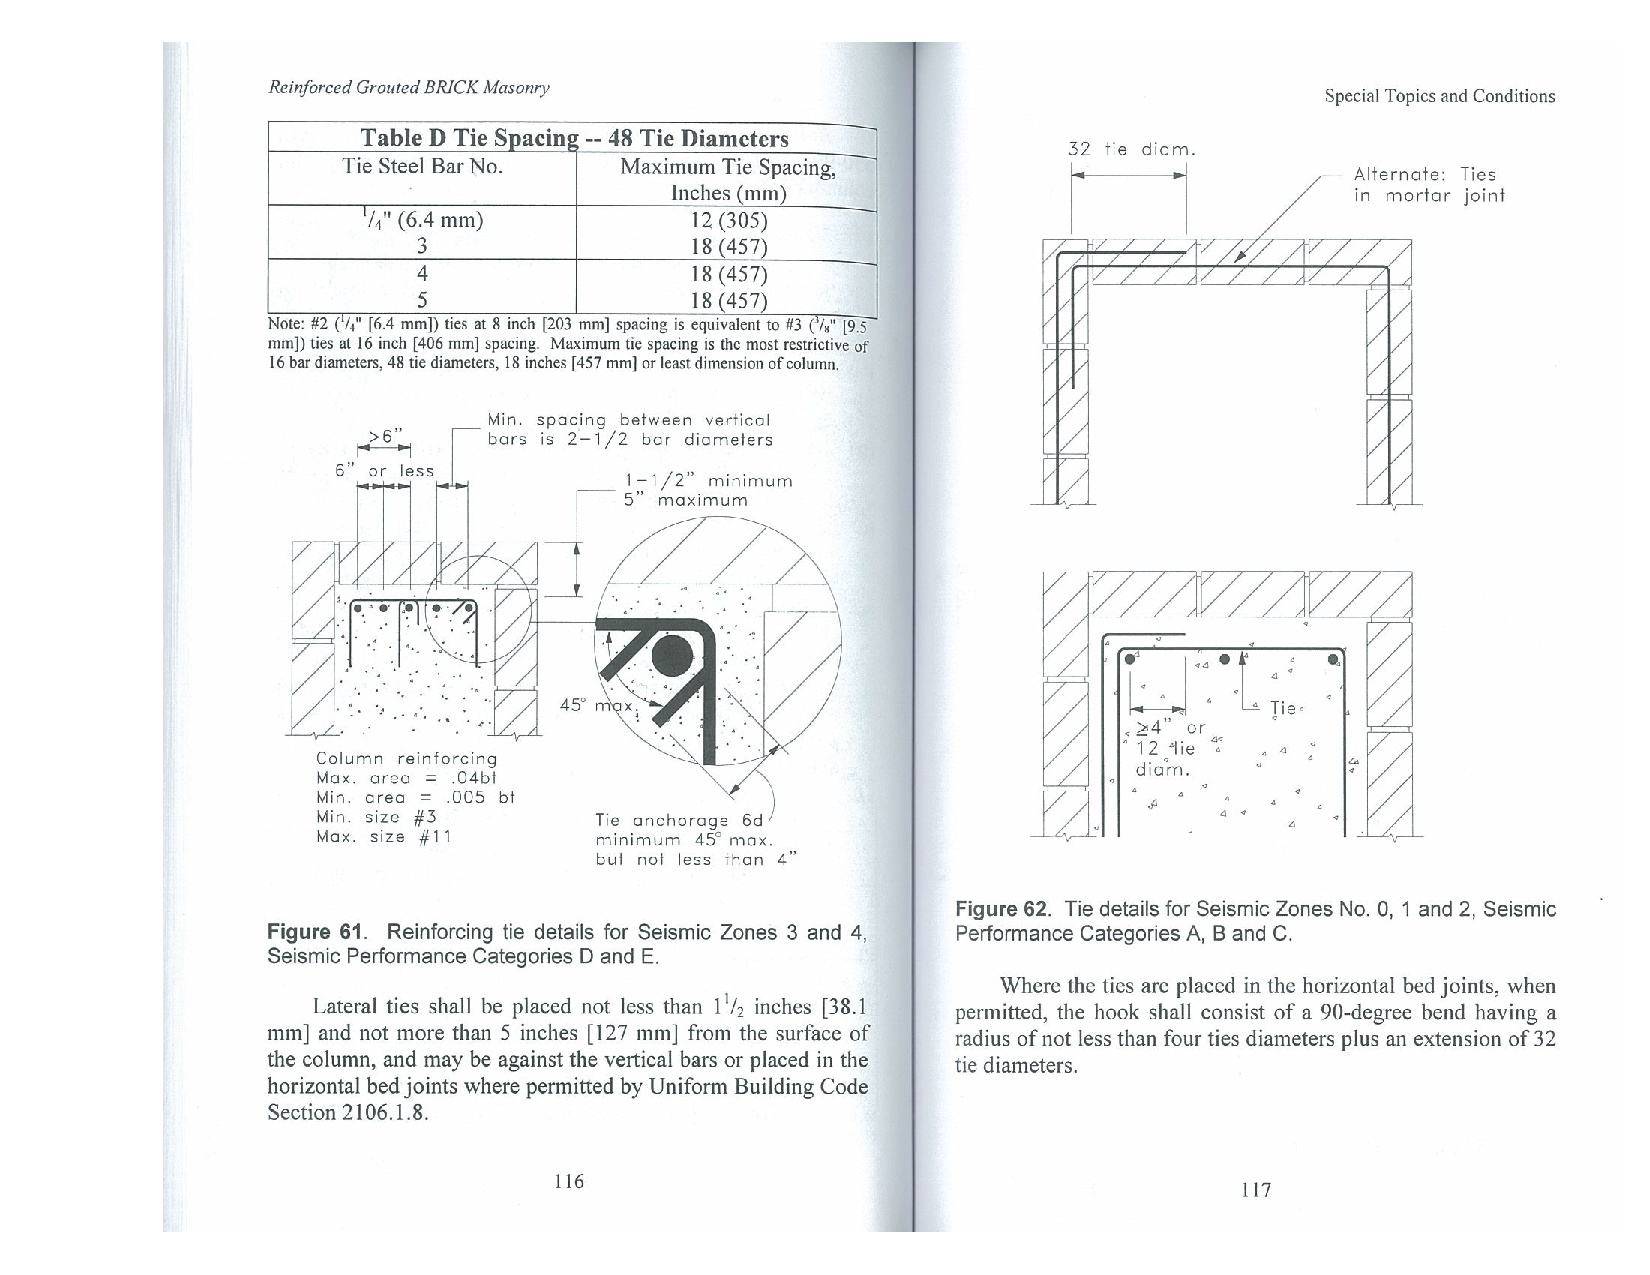 Reinforced Grouted BRICK Masonry
Table D Tie Spacing -- 48 Tie Diameters
Tie Steel Bar No.
Maximum Tie Spacing,
Inches (mm)
1/4" (6.4 mm)
12 (305)
3
18 (457)
4
18 (457)
5
18 (457)
Note: #2 (1/4" [6.4 mm]) ties at 8 inch [203 mm] spacing is equivalent to #3 (3/8" [9.5
mm]) ties at 16 inch [406 mm] spacing. Maximum tie spacing is the most restrictive of
16 bar diameters, 48 tie diameters, 18 inches [457 mm] or least dimension of column.
Min. spacing between vertical
bars is 2-1/2 bar diameters
>6"
6" or less
1-1/2" minimum
5" maximum
45° max.
Column reinforcing
Max. area = .04bt
Min. area = .005 bt
Min. size #3
Max. size #11
Tie anchorage 6d
minimum 45° max.
but not less than 4"
Figure 61. Reinforcing tie details for Seismic Zones 3 and 4,
Seismic Performance Categories D and E.
Lateral ties shall be placed not less than 1 1/2 inches [38.1
mm] and not more than 5 inches [127 mm] from the surface of
the column, and may be against the vertical bars or placed in the
horizontal bed joints where permitted by Uniform Building Code
Section 2106.1.8.
116
Special Topics and Conditions
32 tie diam.
Alternate: Ties
in mortar joint
Tie
≥4" or
12 tie
diam.
Figure 62. Tie details for Seismic Zones No. 0, 1 and 2, Seismic
Performance Categories A, B and C.
Where the ties are placed in the horizontal bed joints, when
permitted, the hook shall consist of a 90-degree bend having a
radius of not less than four ties diameters plus an extension of 32
tie diameters.
117